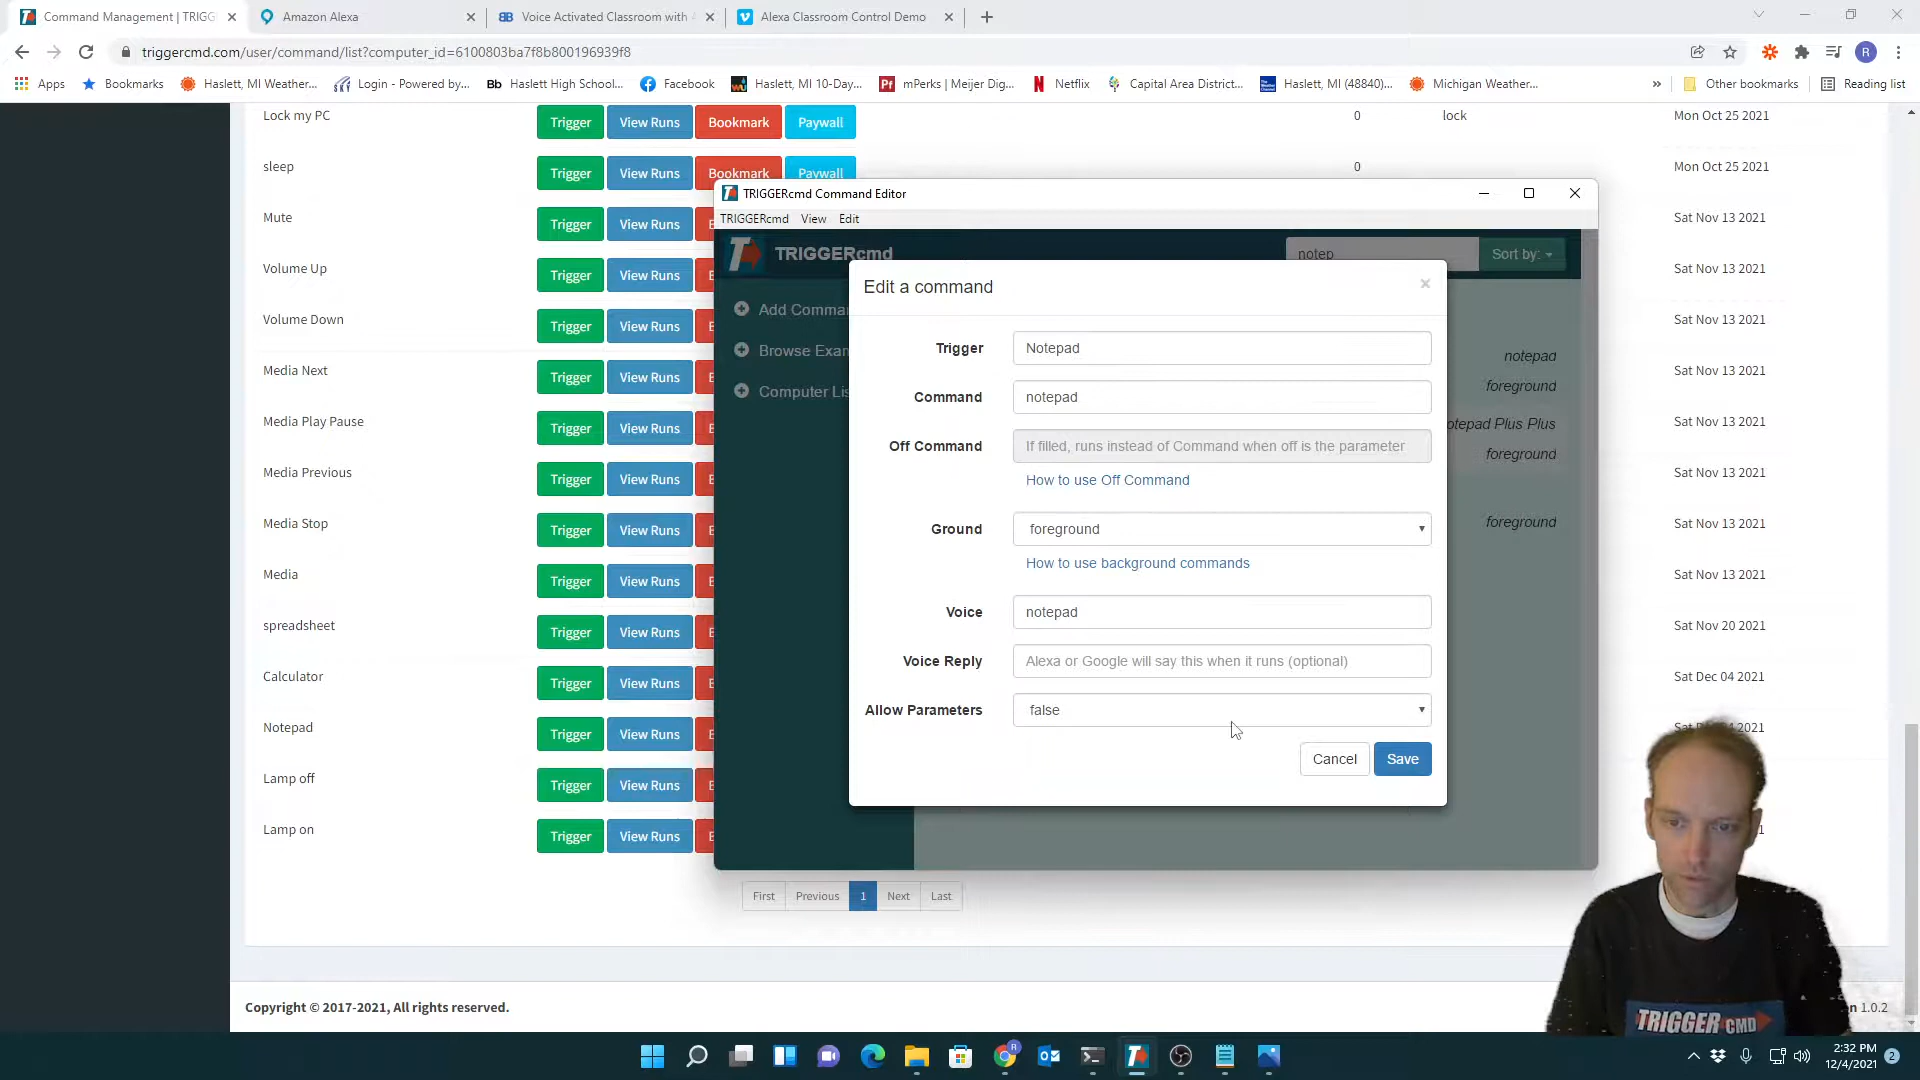 Command Management | TRIGG
Amazon Alexa
Voice Activated Classroom with
Alexa Classroom Control Demo
triggercmd.com/user/command/list?computer_id=6100803ba7f8b800196939f8
R
Apps
Bookmarks
Haslett, MI Weather...
Login - Powered by...
Bb Haslett High School...
Facebook
Haslett, MI 10-Day...
mPerks | Meijer Dig...
Netflix
Capital Area District...
Haslett, MI (48840)...
Michigan Weather...
»
Other bookmarks
Reading list
Lock my PC Trigger View Runs Bookmark Paywall 0 lock Mon Oct 25 2021
sleep Trigger View Runs Bookmark Paywall 0 Mon Oct 25 2021
TRIGGERcmd Command Editor
TRIGGERcmd View Edit
Mute Trigger View Runs B Sat Nov 13 2021
TRIGGERcmd
notep
Sort by:
Volume Up Trigger View Runs B Sat Nov 13 2021
Edit a command
×
Add Comma
Volume Down Trigger View Runs B Sat Nov 13 2021
Trigger Notepad
Browse Exan
notepad
Media Next Trigger View Runs B Sat Nov 13 2021
foreground
Computer Lis
Command notepad
Media Play Pause Trigger View Runs B Sat Nov 13 2021
otepad Plus Plus
Off Command If filled, runs instead of Command when off is the parameter
foreground
Media Previous Trigger View Runs B Sat Nov 13 2021
How to use Off Command
Media Stop Trigger View Runs B Sat Nov 13 2021
Ground foreground
foreground
How to use background commands
Media Trigger View Runs B Sat Nov 13 2021
Voice notepad
spreadsheet Trigger View Runs B Sat Nov 20 2021
Voice Reply Alexa or Google will say this when it runs (optional)
Calculator Trigger View Runs B Sat Dec 04 2021
Allow Parameters false
Notepad Trigger View Runs B
Cancel Save
Lamp off Trigger View Runs B
Lamp on Trigger View Runs B
First Previous 1 Next Last
Copyright © 2017-2021, All rights reserved.
n 1.0.2
TRIGGER CMD
R
2:32 PM
12/4/2021
2